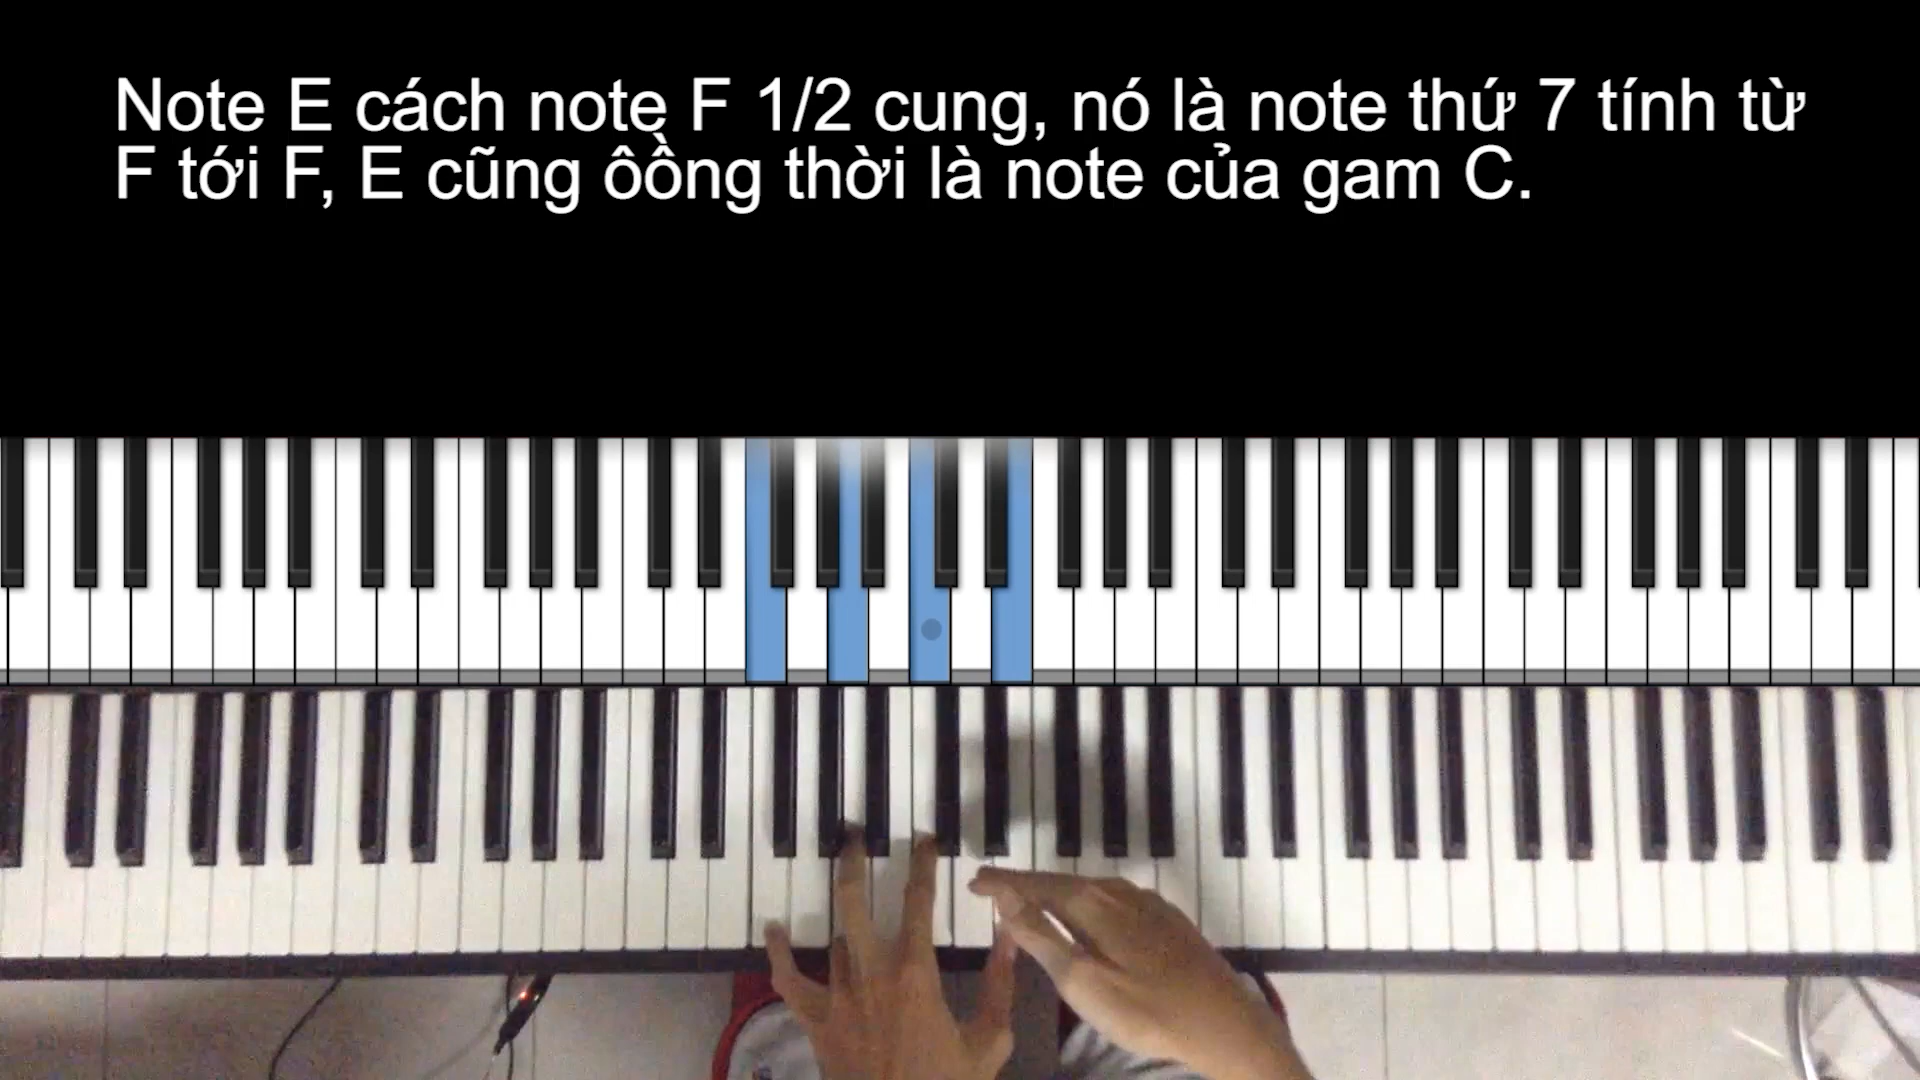 Note E cách note F 1/2 cung, nó là note thứ 7 tính từ
F tới F, E cũng ôồng thời là note của gam C.